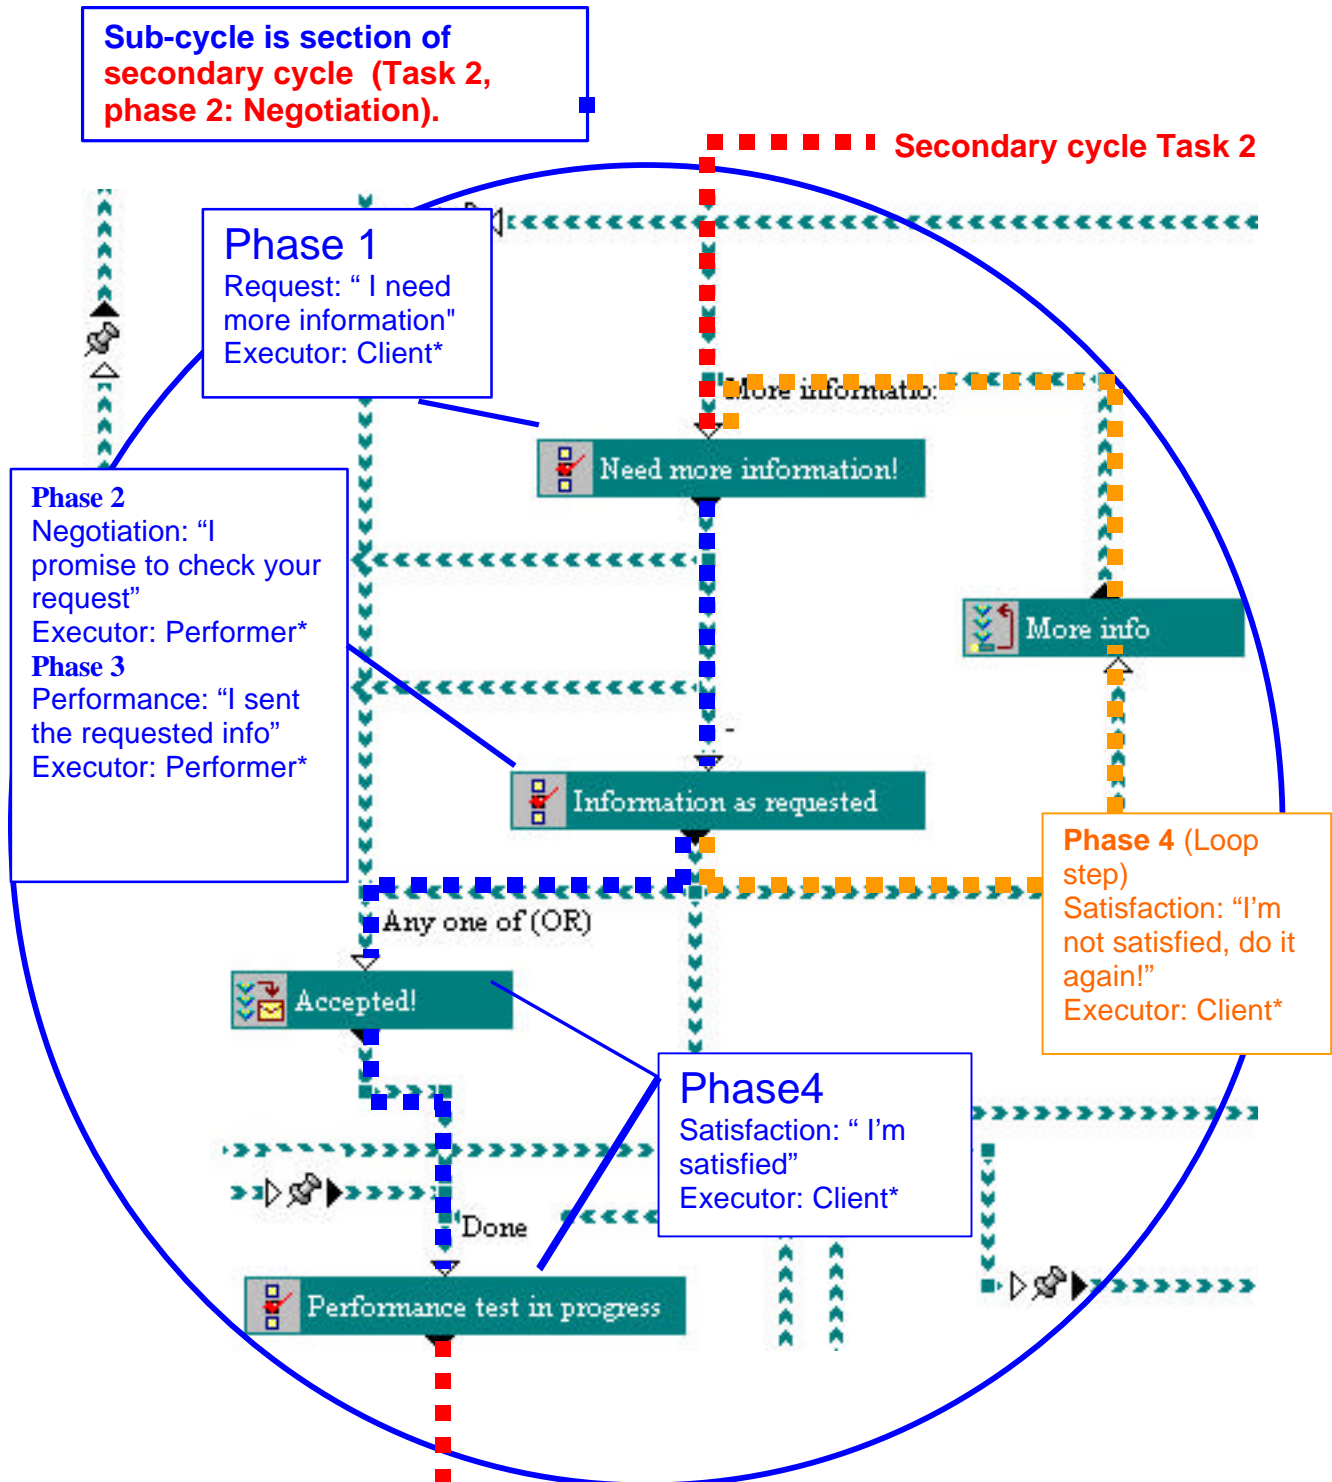 Sub-cycle is section of
secondary cycle (Task 2,
phase 2: Negotiation).
Secondary cycle Task 2
Phase 1
Request: “ I need
more information"
Executor: Client*
More informatio:
Need more information!
Phase 2
Negotiation: “I
promise to check your
request”
Executor: Performer*
Phase 3
Performance: “I sent
the requested info”
Executor: Performer*
More info
-
Information as requested
Phase 4 (Loop
step)
Satisfaction: “I’m
not satisfied, do it
again!”
Executor: Client*
Any one of (OR)
Accepted!
Phase4
Satisfaction: “ I’m
satisfied”
Executor: Client*
Done
Performance test in progress